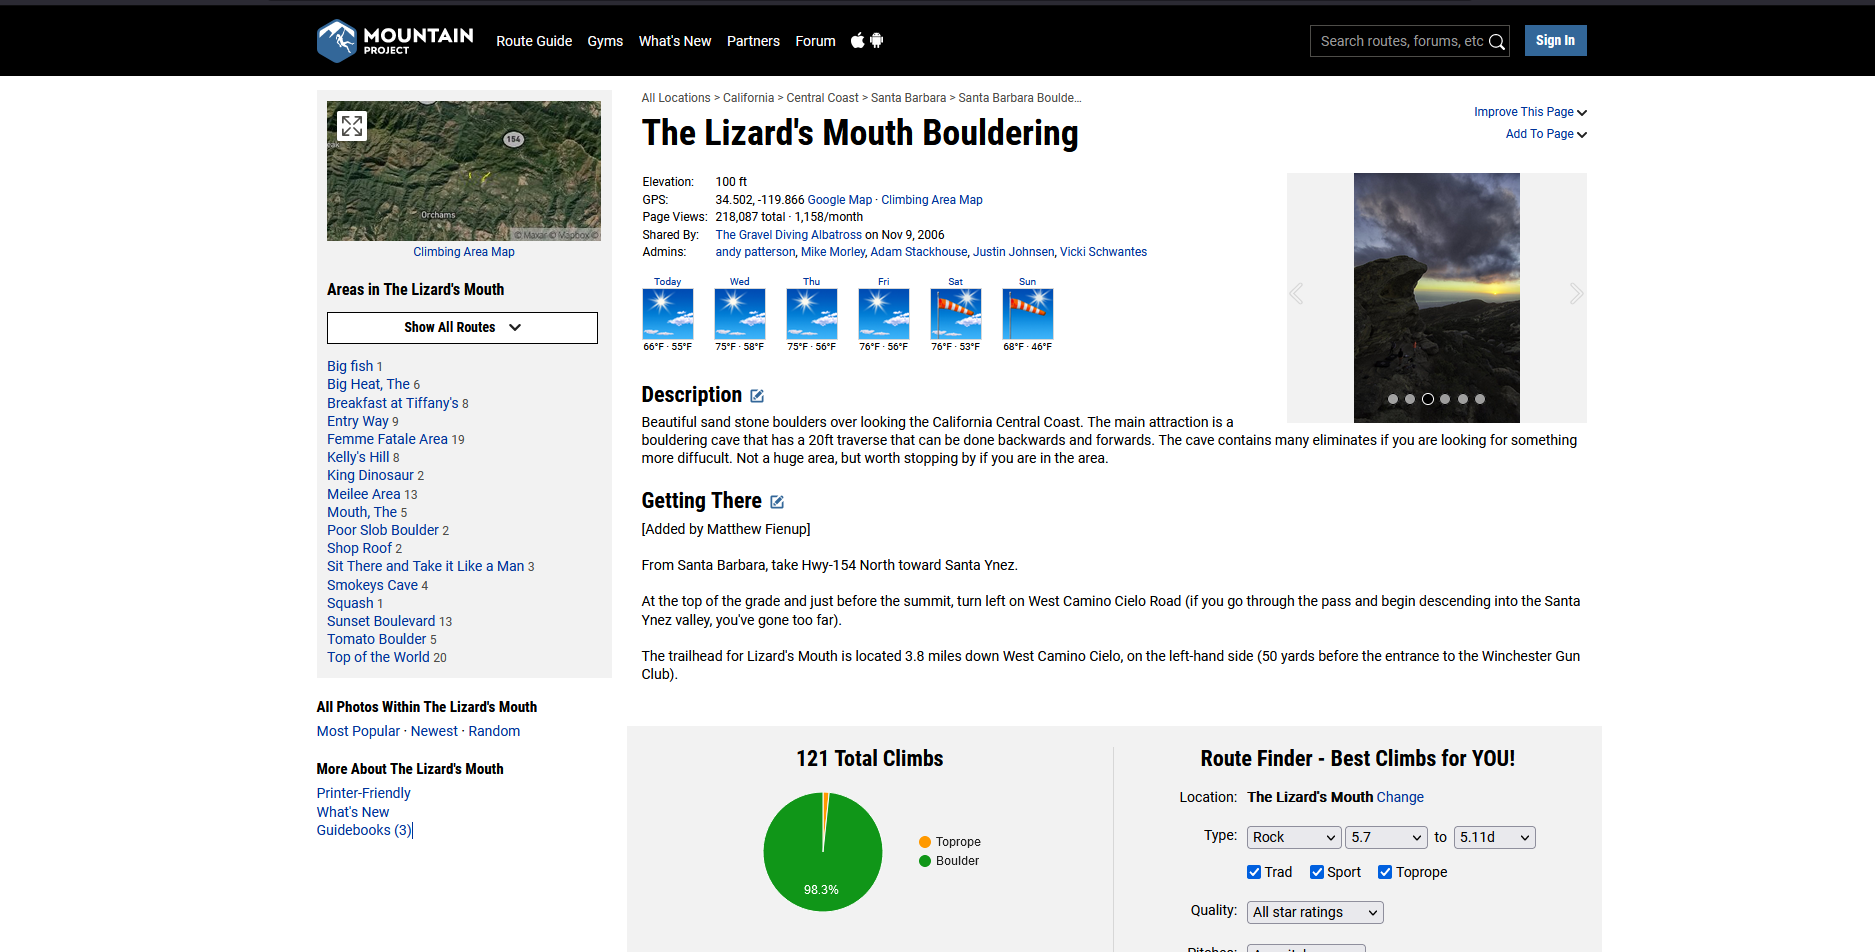 MOUNTAIN
PROJECT
Route Guide Gyms What's New Partners Forum
Search routes, forums, etc
Sign In
154
Orchams
© Maxar © Mapbox ©
Climbing Area Map
Areas in The Lizard's Mouth
Show All Routes
Big fish 1
Big Heat, The 6
Breakfast at Tiffany's 8
Entry Way 9
Femme Fatale Area 19
Kelly's Hill 8
King Dinosaur 2
Meilee Area 13
Mouth, The 5
Poor Slob Boulder 2
Shop Roof 2
Sit There and Take it Like a Man 3
Smokeys Cave 4
Squash 1
Sunset Boulevard 13
Tomato Boulder 5
Top of the World 20
All Photos Within The Lizard's Mouth
Most Popular · Newest · Random
More About The Lizard's Mouth
Printer-Friendly
What's New
Guidebooks (3)
All Locations > California > Central Coast > Santa Barbara > Santa Barbara Boulde...
The Lizard's Mouth Bouldering
Improve This Page
Add To Page
Elevation: 100 ft
GPS: 34.502, -119.866 Google Map · Climbing Area Map
Page Views: 218,087 total · 1,158/month
Shared By: The Gravel Diving Albatross on Nov 9, 2006
Admins: andy patterson, Mike Morley, Adam Stackhouse, Justin Johnsen, Vicki Schwantes
Today Wed Thu Fri Sat Sun
66°F · 55°F 75°F · 58°F 75°F · 56°F 76°F · 56°F 76°F · 53°F 68°F · 46°F
Description
Beautiful sand stone boulders over looking the California Central Coast. The main attraction is a
bouldering cave that has a 20ft traverse that can be done backwards and forwards. The cave contains many eliminates if you are looking for something
more diffucult. Not a huge area, but worth stopping by if you are in the area.
Getting There
[Added by Matthew Fienup]
From Santa Barbara, take Hwy-154 North toward Santa Ynez.
At the top of the grade and just before the summit, turn left on West Camino Cielo Road (if you go through the pass and begin descending into the Santa
Ynez valley, you've gone too far).
The trailhead for Lizard's Mouth is located 3.8 miles down West Camino Cielo, on the left-hand side (50 yards before the entrance to the Winchester Gun
Club).
121 Total Climbs
98.3%
Toprope
Boulder
Route Finder - Best Climbs for YOU!
Location: The Lizard's Mouth Change
Type: Rock 5.7 to 5.11d
Trad Sport Toprope
Quality: All star ratings